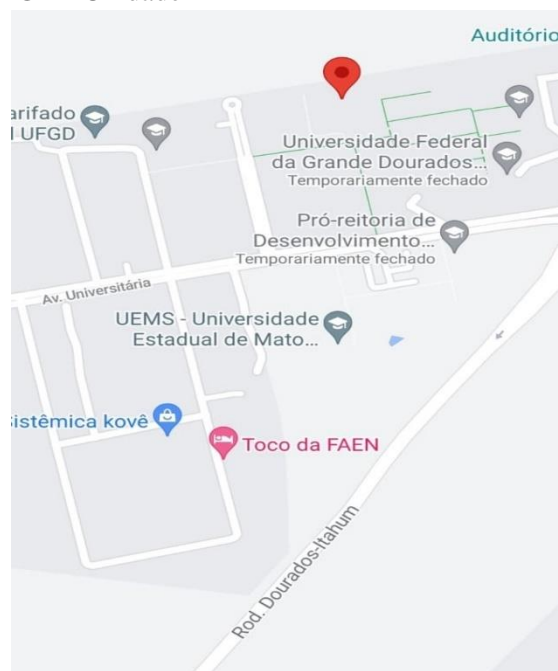 Auditório
arifado
l UFGD
Universidade Federal
da Grande Dourados...
Temporariamente fechado
Pró-reitoria de
Desenvolvimento...
Temporariamente fechado
Av. Universitária
UEMS - Universidade
Estadual de Mato...
Sistêmica kovê
Toco da FAEN
Rod. Dourados-Itahum